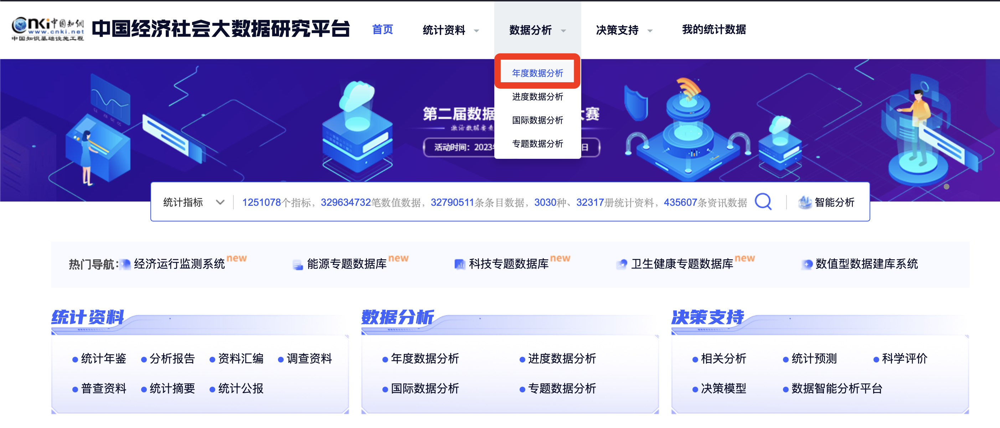 cnki 中国知网
www.cnki.net
中国知识基础设施工程
中国经济社会大数据研究平台
首页
统计资料
数据分析
决策支持
我的统计数据
年度数据分析
进度数据分析
国际数据分析
专题数据分析
第二届数据
大赛
激活数据要素
活动时间：2023年
日
统计指标
1251078个指标，329634732笔数值数据，32790511条条目数据，3030种、32317册统计资料，435607条资讯数据
智能分析
热门导航:
经济运行监测系统 new
能源专题数据库 new
科技专题数据库 new
卫生健康专题数据库 new
数值型数据建库系统
统计资料
统计年鉴 分析报告 资料汇编 调查资料
普查资料 统计摘要 统计公报
数据分析
年度数据分析 进度数据分析
国际数据分析 专题数据分析
决策支持
相关分析 统计预测 科学评价
决策模型 数据智能分析平台